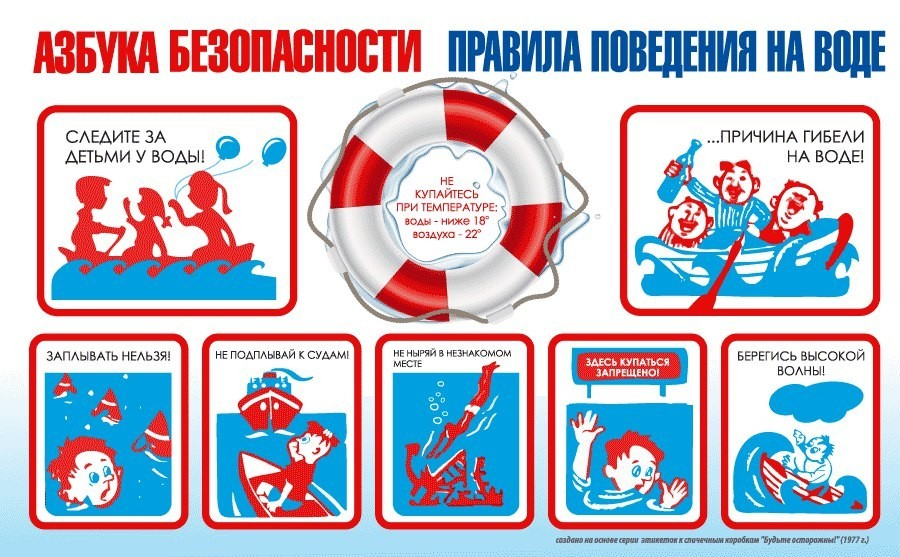 АЗБУКА БЕЗОПАСНОСТИ ПРАВИЛА ПОВЕДЕНИЯ НА ВОДЕ
СЛЕДИТЕ ЗА
ДЕТЬМИ У ВОДЫ!
НЕ
КУПАЙТЕСЬ
ПРИ ТЕМПЕРАТУРЕ:
воды - ниже 18°
воздуха - 22°
...ПРИЧИНА ГИБЕЛИ
НА ВОДЕ!
ЗАПЛЫВАТЬ НЕЛЬЗЯ!
НЕ ПОДПЛЫВАЙ К СУДАМ!
НЕ НЫРЯЙ В НЕЗНАКОМОМ
МЕСТЕ
ЗДЕСЬ КУПАТЬСЯ
ЗАПРЕЩЕНО!
БЕРЕГИСЬ ВЫСОКОЙ
ВОЛНЫ!
создано на основе серии этикеток к спичечным коробкам "Будьте осторожны!" (1977 г.)